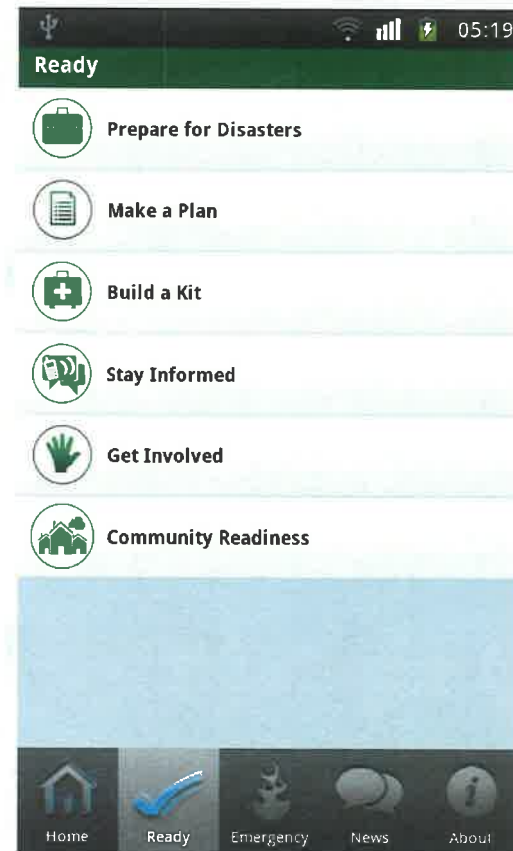 05:19
Ready
Prepare for Disasters
Make a Plan
Build a Kit
Stay Informed
Get Involved
Community Readiness
Home Ready Emergency News About